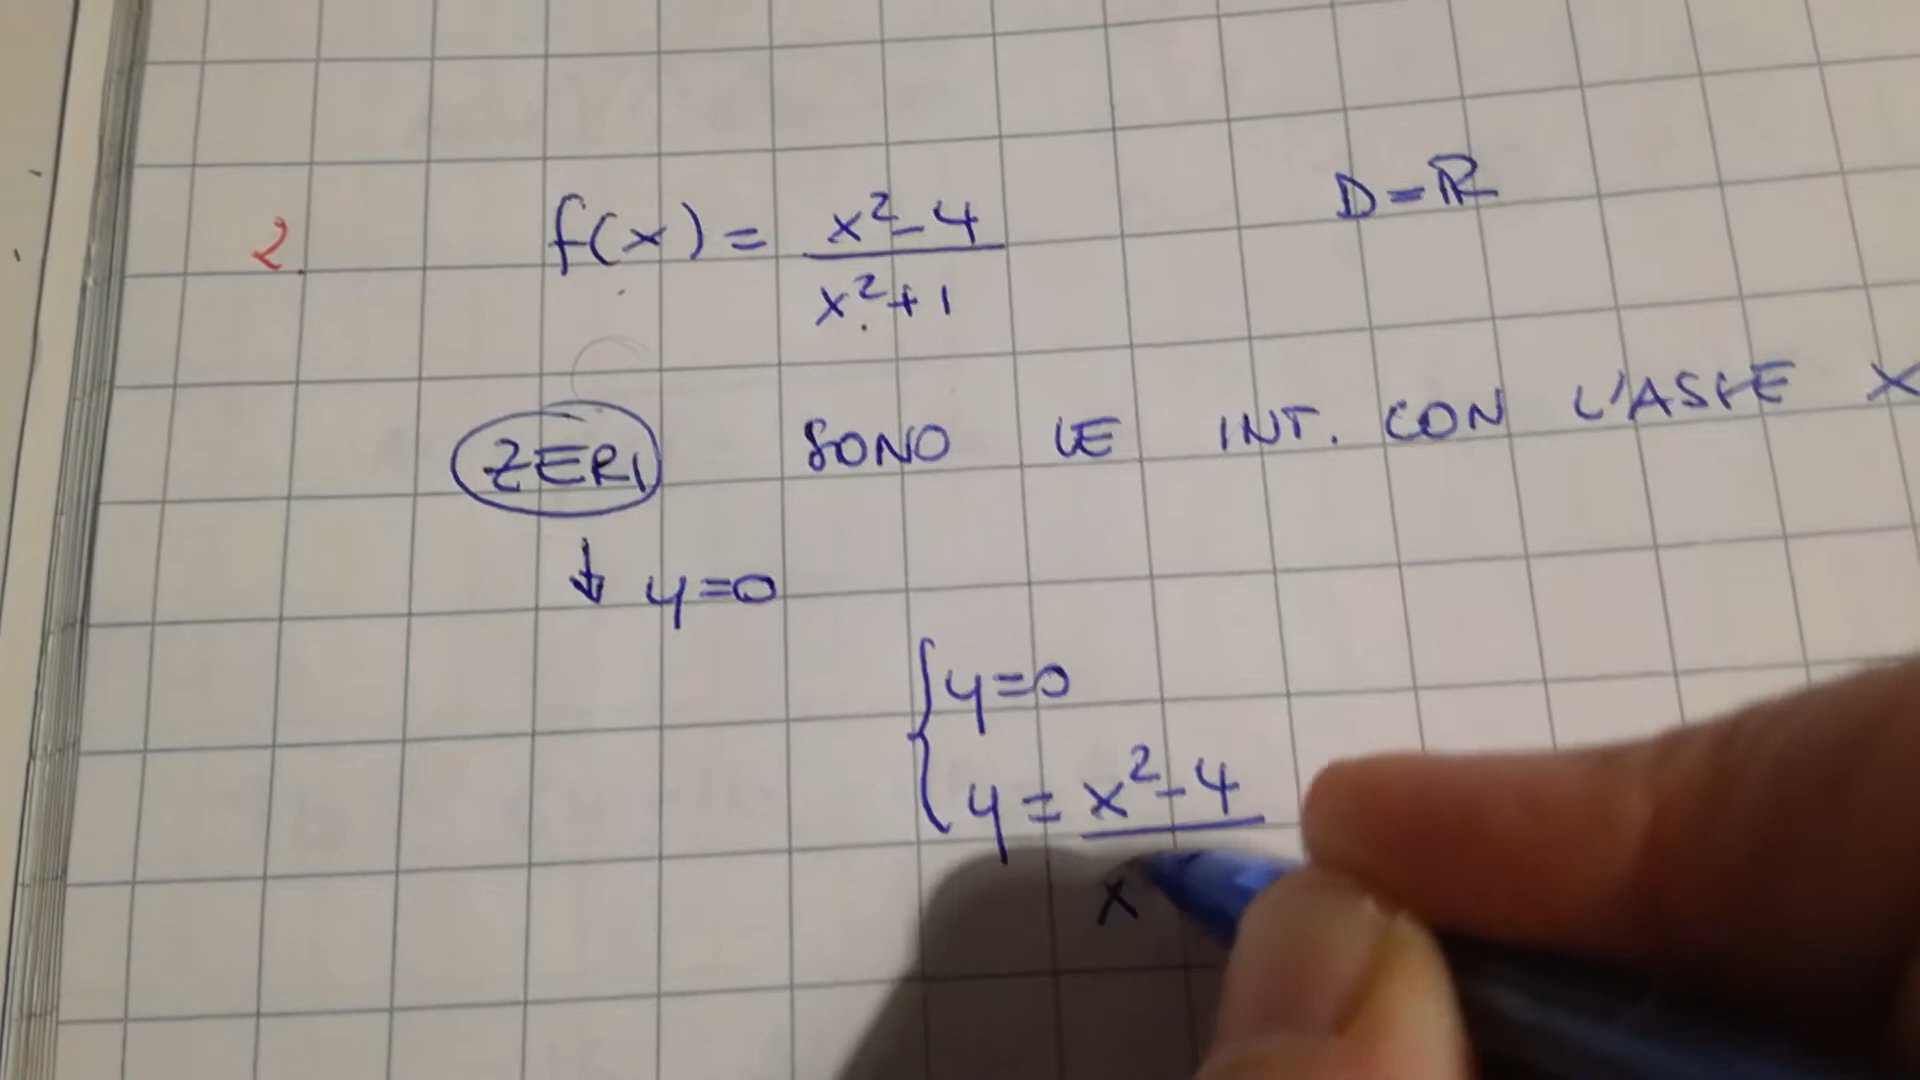 2. f(x) = x²-4 / x²+1 D=ℝ
ZERI SONO LE INT. CON L'ASSE X
↓ y=0
{ y=0
y = x²-4 / x